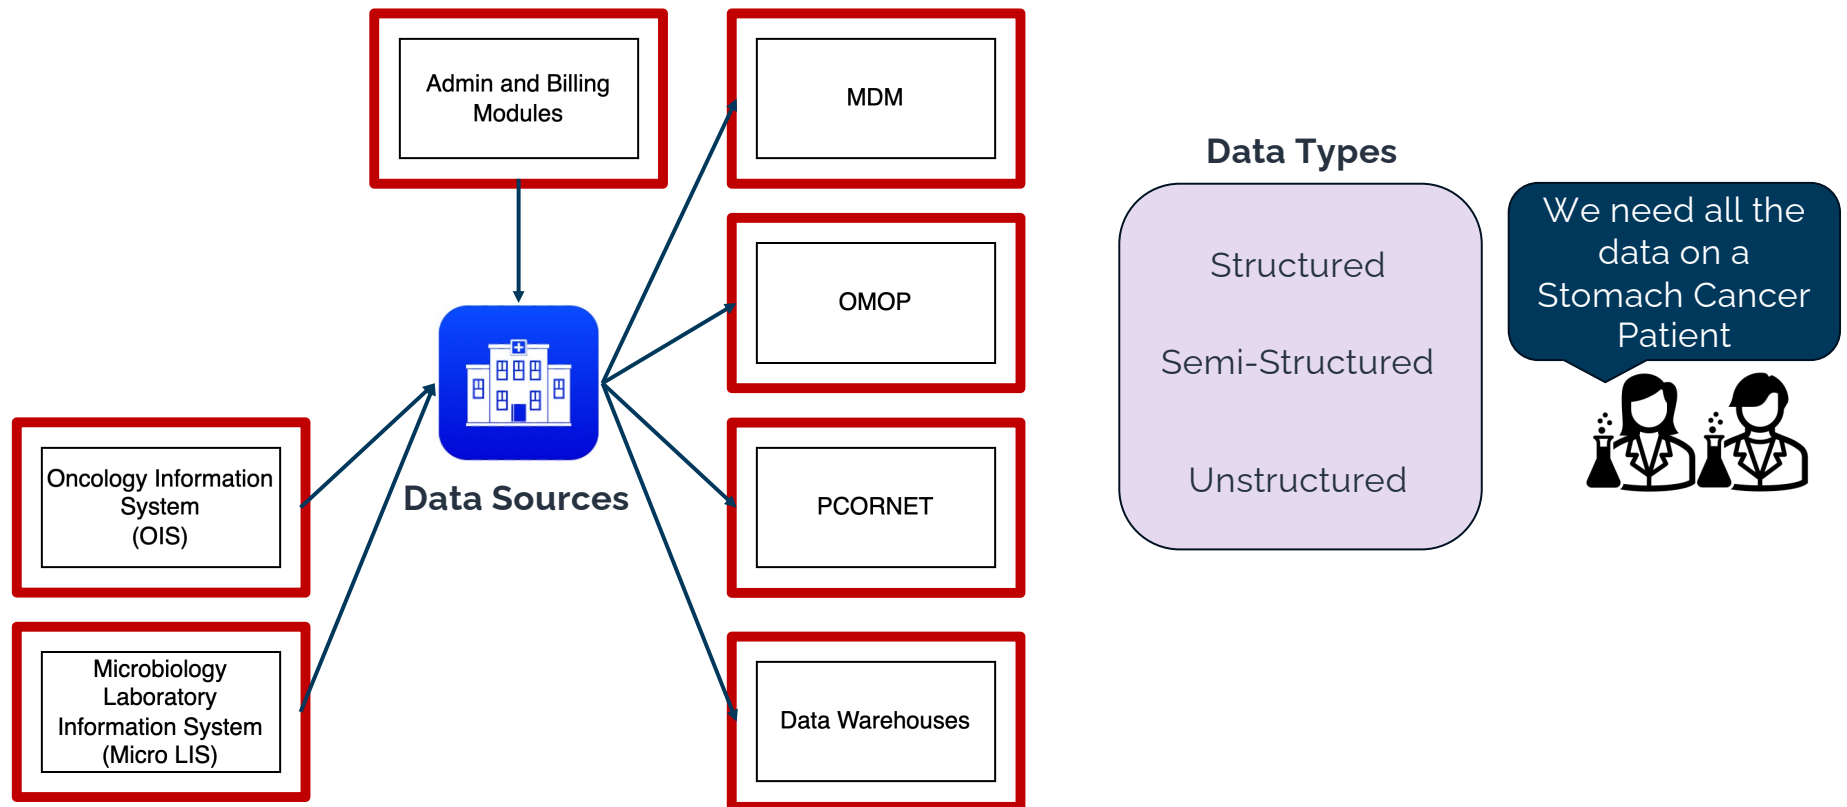 Admin and Billing
Modules
MDM
OMOP
PCORNET
Data Warehouses
Data Sources
Oncology Information
System
(OIS)
Microbiology
Laboratory
Information System
(Micro LIS)
Data Types
Structured
Semi-Structured
Unstructured
We need all the
data on a
Stomach Cancer
Patient